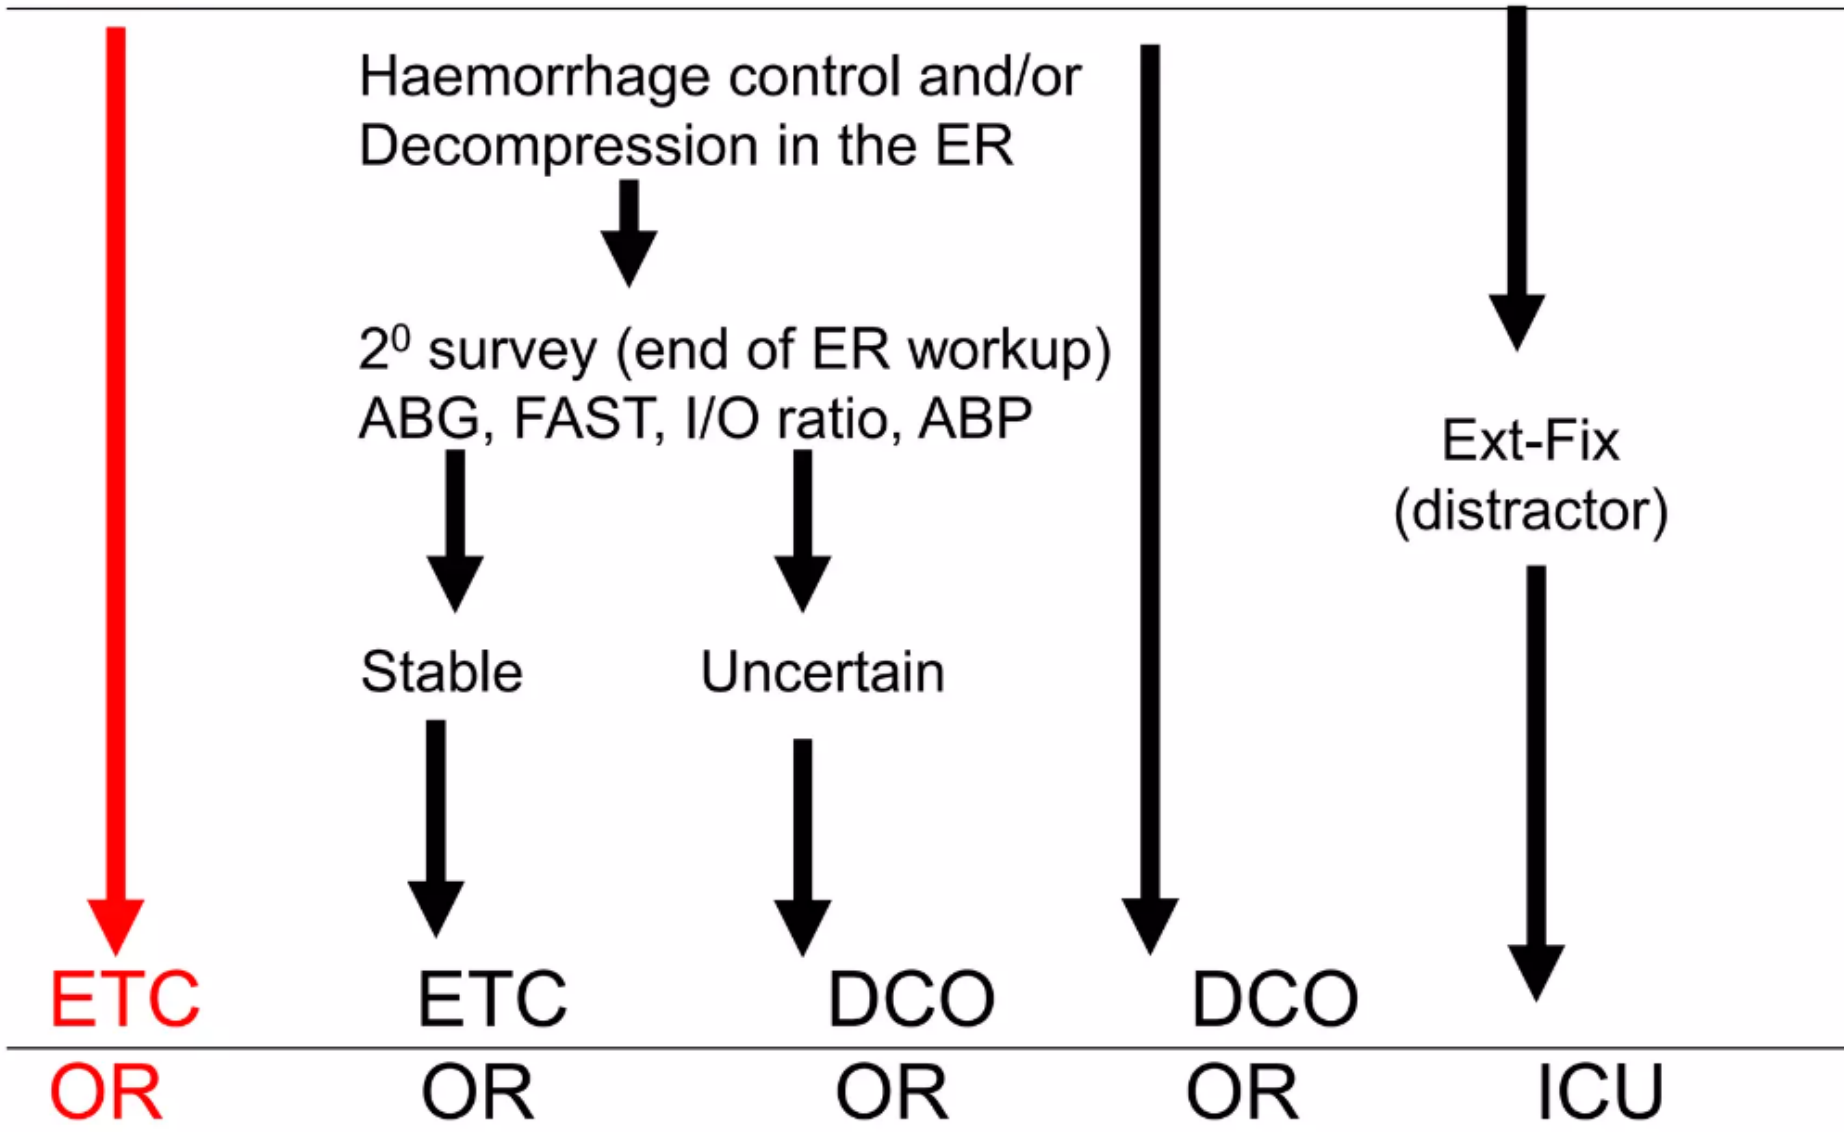 Haemorrhage control and/or
Decompression in the ER
2⁰ survey (end of ER workup)
ABG, FAST, I/O ratio, ABP
Ext-Fix
(distractor)
Stable
Uncertain
ETC
ETC
DCO
DCO
OR
OR
OR
OR
ICU